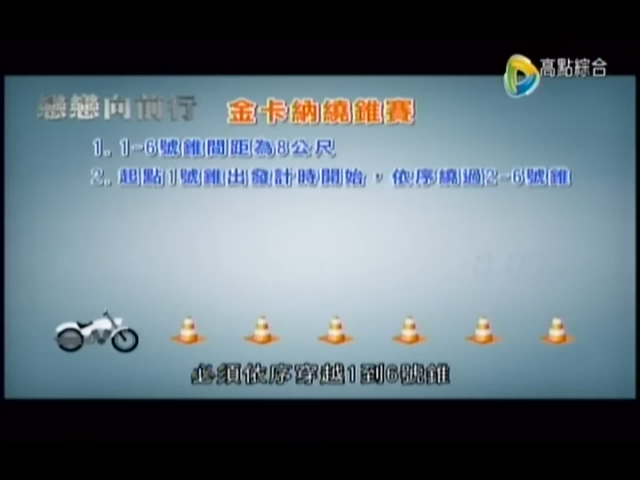 高點綜合
戀戀向前行
金卡納繞錐賽
1. 1-6號錐間距為8公尺
2. 起點1號錐出發計時開始,依序繞過2-6號錐
必須依序穿越1到6號錐